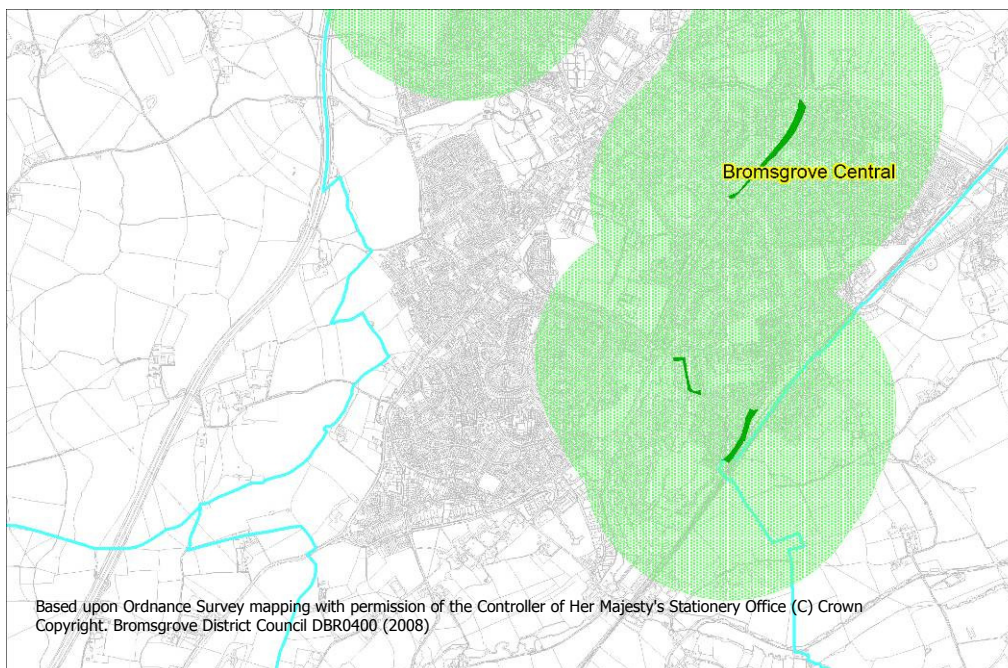 Bromsgrove Central
Based upon Ordnance Survey mapping with permission of the Controller of Her Majesty's Stationery Office (C) Crown
Copyright. Bromsgrove District Council DBR0400 (2008)